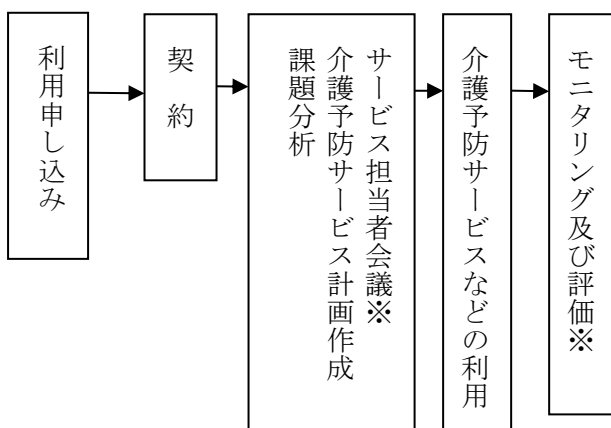 利用申し込み
契約
課題分析
介護予防サービス計画作成
サービス担当者会議※
介護予防サービスなどの利用
モニタリング及び評価※